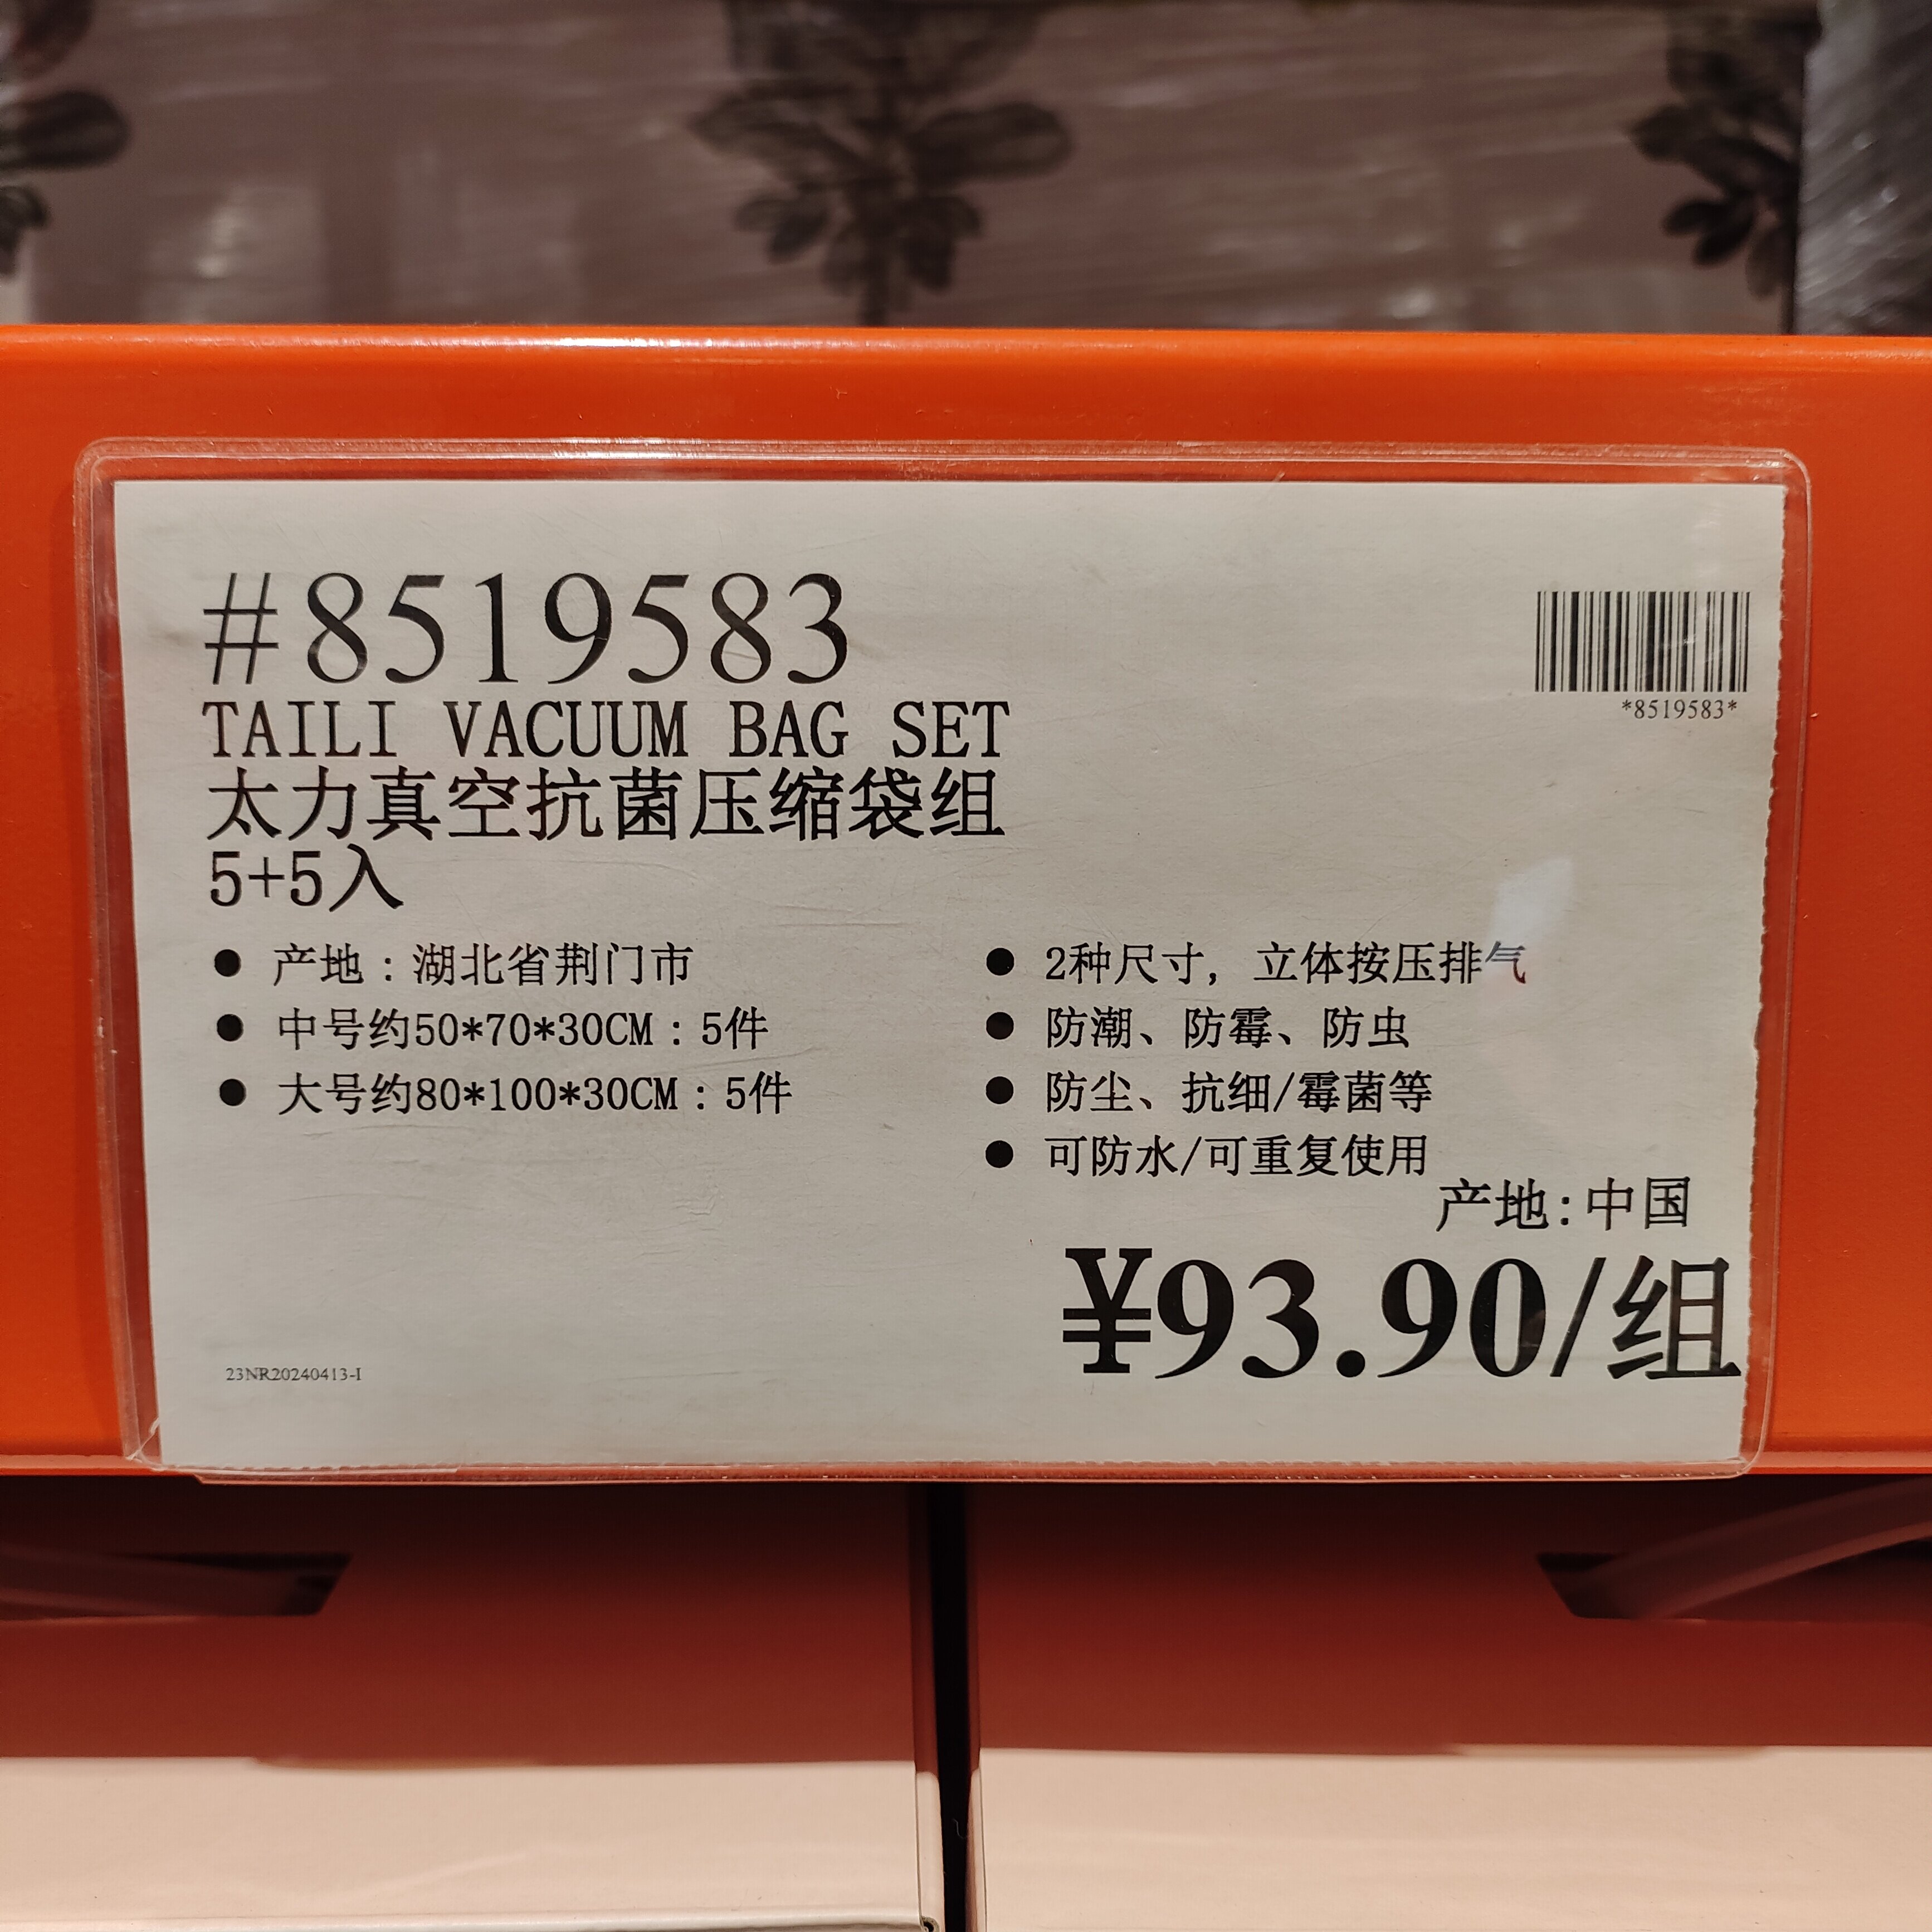 #8519583
*8519583*
TAILI VACUUM BAG SET
太力真空抗菌压缩袋组
5+5入
● 产地：湖北省荆门市
● 中号约50*70*30CM：5件
● 大号约80*100*30CM：5件
● 2种尺寸，立体按压排气
● 防潮、防霉、防虫
● 防尘、抗细/霉菌等
● 可防水/可重复使用
产地:中国
¥93.90/组
23NR20240413-I